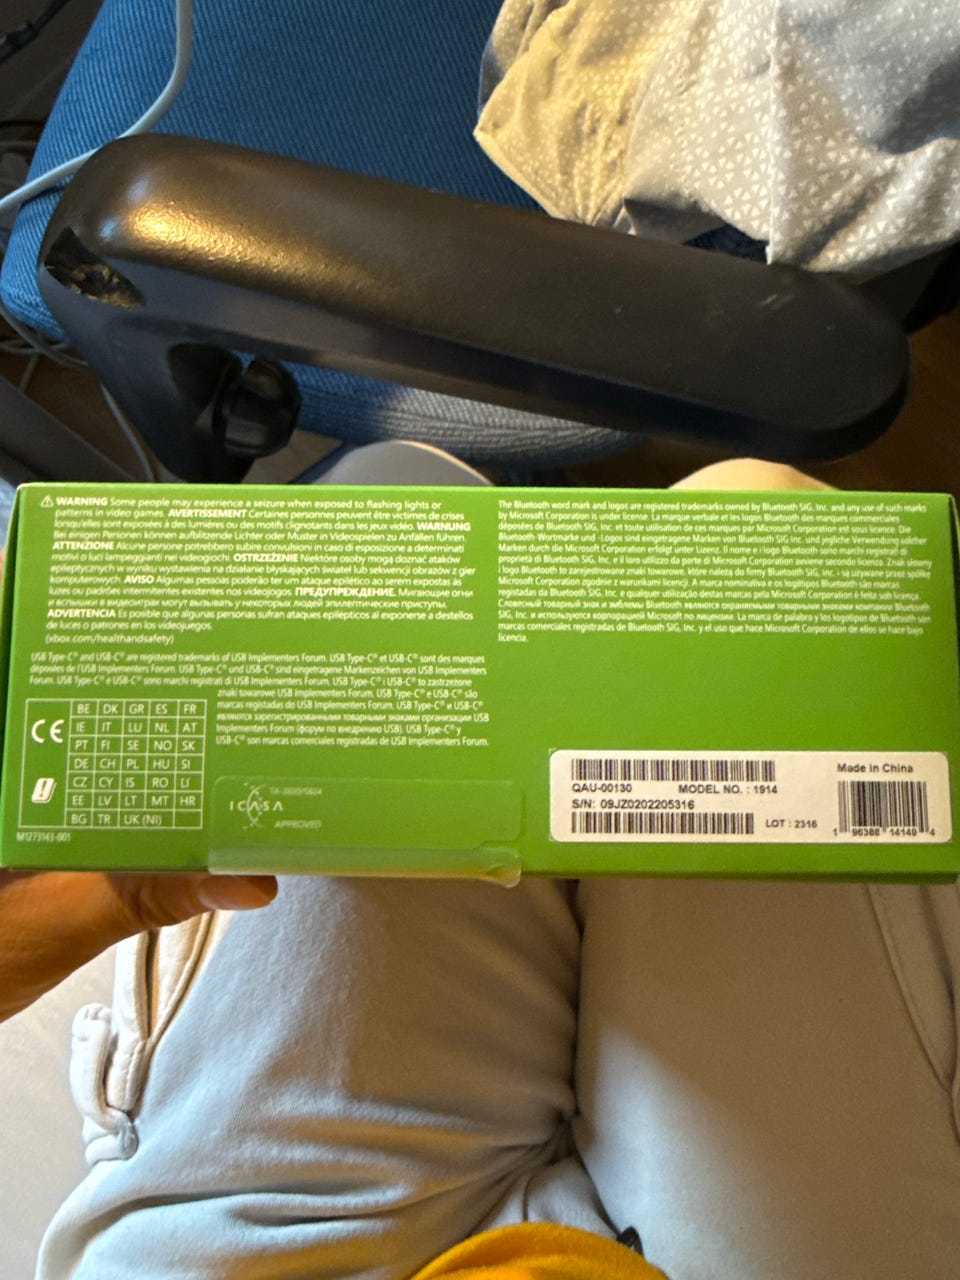 ⚠ WARNING Some people may experience a seizure when exposed to flashing lights or
patterns in video games. AVERTISSEMENT Certaines personnes peuvent être victimes de crises
lorsqu'elles sont exposées à des lumières ou des motifs clignotants dans les jeux vidéo. WARNUNG
Bei einigen Personen können aufblitzende Lichter oder Muster in Videospielen zu Anfällen führen.
ATTENZIONE Alcune persone potrebbero subire convulsioni in caso di esposizione a determinati
motivi o luci lampeggianti nei videogiochi. OSTRZEŻENIE Niektóre osoby mogą doznać ataków
epileptycznych w wyniku wystawienia na działanie błyskających świateł lub sekwencji obrazów z gier
komputerowych. AVISO Algumas pessoas poderão ter um ataque epilético ao serem expostas às
luzes ou padrões intermitentes existentes nos videojogos. ПРЕДУПРЕЖДЕНИЕ. Мигающие огни
и вспышки в видеоиграх могут вызывать у некоторых людей эпилептические приступы.
ADVERTENCIA Es posible que algunas personas sufran ataques epilépticos al exponerse a destellos
de luces o patrones en los videojuegos.
(xbox.com/healthandsafety)
USB Type-C® and USB-C® are registered trademarks of USB Implementers Forum. USB Type-C® et USB-C® sont des marques
déposées de l'USB Implementers Forum. USB Type-C® und USB-C® sind eingetragene Markenzeichen von USB Implementers
Forum. USB Type-C® e USB-C® sono marchi registrati di USB Implementers Forum. USB Type-C® i USB-C® to zastrzeżone
znaki towarowe USB Implementers Forum. USB Type-C® e USB-C® são
marcas registadas do USB Implementers Forum. USB Type-C® и USB-C®
являются зарегистрированными товарными знаками организации USB
Implementers Forum (форум по внедрению USB). USB Type-C® y
USB-C® son marcas comerciales registradas de USB Implementers Forum.
CE
BE DK GR ES FR
IE IT LU NL AT
PT FI SE NO SK
DE CH PL HU SI
CZ CY IS RO LI
EE LV LT MT HR
BG TR UK (NI)
M1273143-001
ICASA
APPROVED
The Bluetooth word mark and logos are registered trademarks owned by Bluetooth SIG, Inc. and any use of such marks
by Microsoft Corporation is under license. La marque verbale et les logos Bluetooth des marques commerciales
déposées de Bluetooth SIG, Inc. et toute utilisation de ces marques par Microsoft Corporation est sous licence. Die
Bluetooth-Wortmarke und -Logos sind eingetragene Marken von Bluetooth SIG, Inc. und jegliche Verwendung solcher
Marken durch die Microsoft Corporation erfolgt unter Lizenz. Il nome e i logo Bluetooth sono marchi registrati di
proprietà di Bluetooth SIG, Inc. e il loro utilizzo da parte di Microsoft Corporation avviene secondo licenza. Znak słowny
i logo Bluetooth to zarejestrowane znaki towarowe, które należą do firmy Bluetooth SIG, Inc. i są używane przez spółkę
Microsoft Corporation zgodnie z warunkami licencji. A marca nominativa e os logótipos Bluetooth são marcas
registadas da Bluetooth SIG, Inc. e qualquer utilização destas marcas pela Microsoft Corporation é feita sob licença.
Словесный товарный знак и эмблемы Bluetooth являются охраняемыми товарными знаками компании Bluetooth
SIG, Inc. и используются корпорацией Microsoft по лицензии. La marca de palabra y los logotipos de Bluetooth son
marcas comerciales registradas de Bluetooth SIG, Inc. y el uso que hace Microsoft Corporation de ellos se hace bajo
licencia.
Made in China
QAU-00130 MODEL NO. : 1914
S/N: 09JZ0202205316
LOT : 2316
1 96388 14149 4